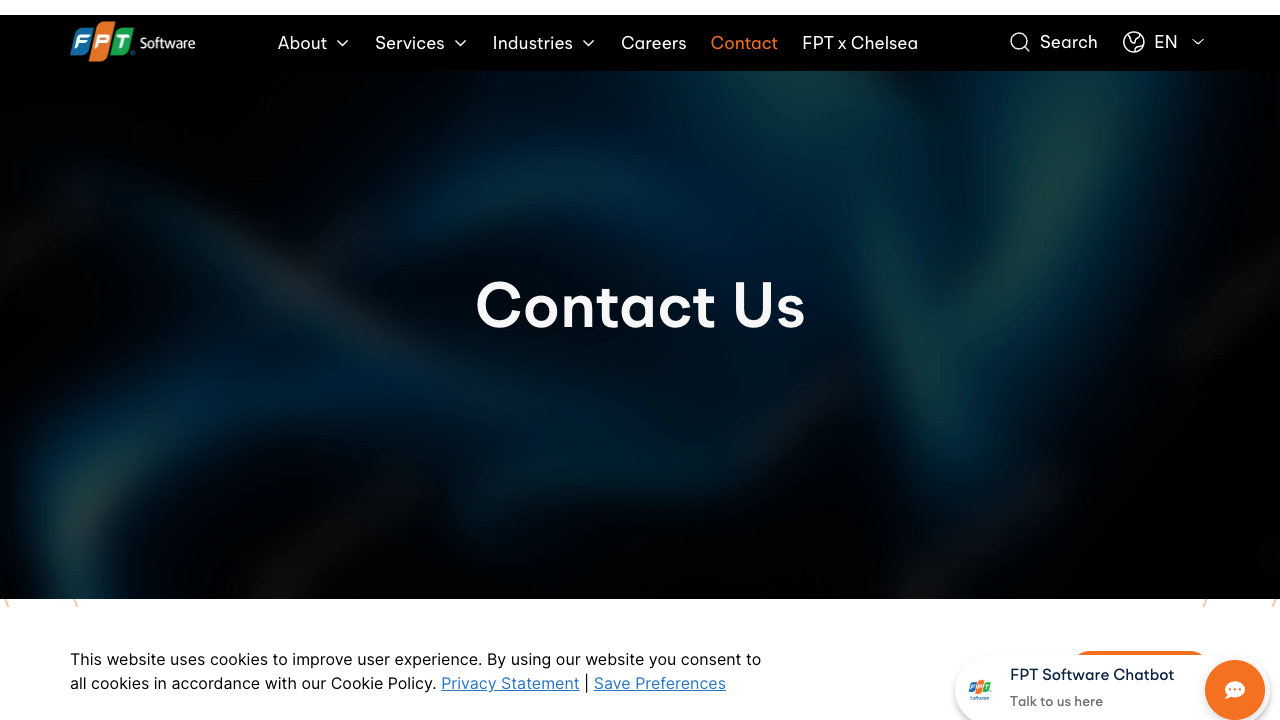 FPT Software
About
Services
Industries
Careers
Contact
FPT x Chelsea
Search
EN
Contact Us
This website uses cookies to improve user experience. By using our website you consent to
all cookies in accordance with our Cookie Policy. Privacy Statement | Save Preferences
FPT Software
FPT Software Chatbot
Talk to us here